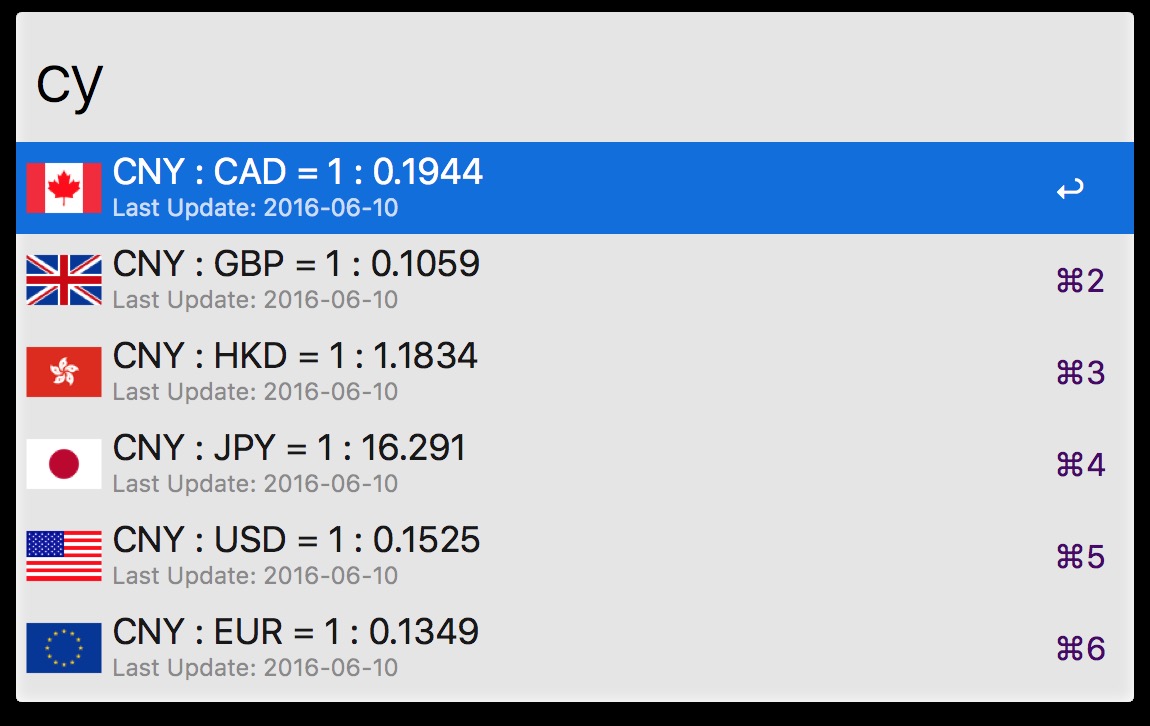 cy
CNY : CAD = 1 : 0.1944
Last Update: 2016-06-10
↩
CNY : GBP = 1 : 0.1059
Last Update: 2016-06-10
⌘2
CNY : HKD = 1 : 1.1834
Last Update: 2016-06-10
⌘3
CNY : JPY = 1 : 16.291
Last Update: 2016-06-10
⌘4
CNY : USD = 1 : 0.1525
Last Update: 2016-06-10
⌘5
CNY : EUR = 1 : 0.1349
Last Update: 2016-06-10
⌘6